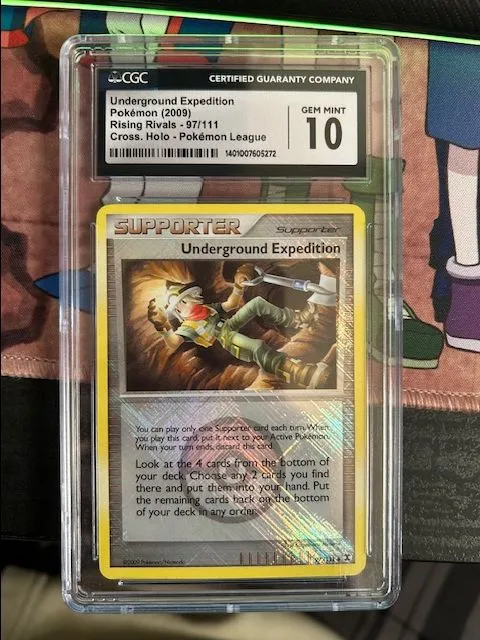 CGC
CERTIFIED GUARANTY COMPANY
Underground Expedition
Pokémon (2009)
Rising Rivals - 97/111
Cross. Holo - Pokémon League
GEM MINT
10
1401007605272
SUPPORTER
Supporter
Underground Expedition
You can play only one Supporter card each turn. When
you play this card, put it next to your Active Pokémon.
When your turn ends, discard this card.
Look at the 4 cards from the bottom of
your deck. Choose any 2 cards you find
there and put them into your hand. Put
the remaining cards back on the bottom
of your deck in any order.
©2009 Pokémon/Nintendo